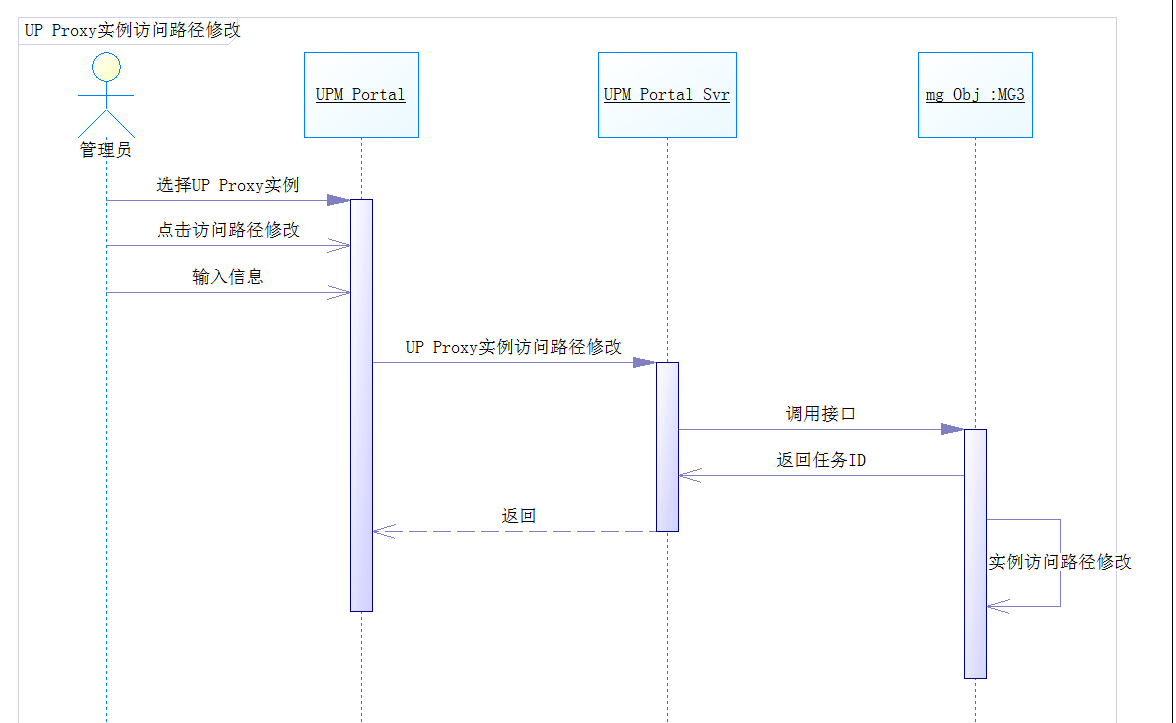 UP Proxy实例访问路径修改
UPM Portal
UPM Portal Svr
mg Obj :MG3
管理员
选择UP Proxy实例
点击访问路径修改
输入信息
UP Proxy实例访问路径修改
调用接口
返回任务ID
返回
实例访问路径修改